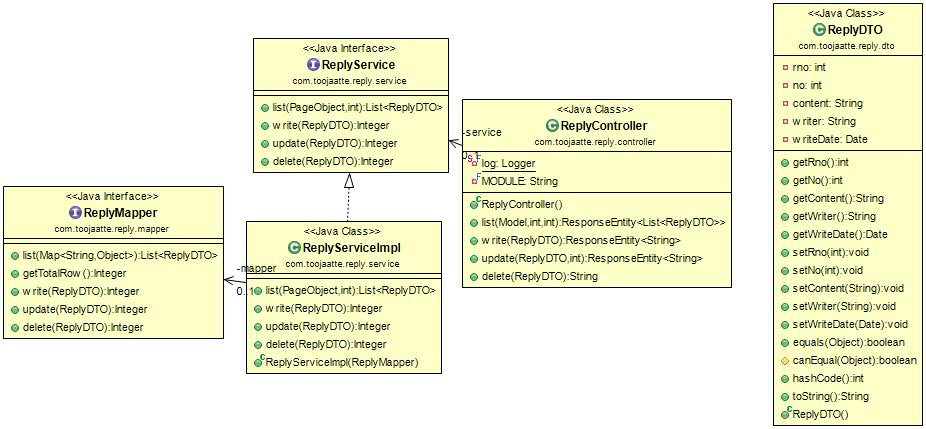 <<Java Interface>>
ReplyService
com.toojaatte.reply.service
list(PageObject,int):List<ReplyDTO>
write(ReplyDTO):Integer
update(ReplyDTO):Integer
delete(ReplyDTO):Integer
-service
0..1
<<Java Class>>
ReplyController
com.toojaatte.reply.controller
log: Logger
MODULE: String
ReplyController()
list(Model,int,int):ResponseEntity<List<ReplyDTO>>
write(ReplyDTO):ResponseEntity<String>
update(ReplyDTO,int):ResponseEntity<String>
delete(ReplyDTO):String
<<Java Interface>>
ReplyMapper
com.toojaatte.reply.mapper
list(Map<String,Object>):List<ReplyDTO>
getTotalRow():Integer
write(ReplyDTO):Integer
update(ReplyDTO):Integer
delete(ReplyDTO):Integer
-mapper
0..1
<<Java Class>>
ReplyServiceImpl
com.toojaatte.reply.service
list(PageObject,int):List<ReplyDTO>
write(ReplyDTO):Integer
update(ReplyDTO):Integer
delete(ReplyDTO):Integer
ReplyServiceImpl(ReplyMapper)
<<Java Class>>
ReplyDTO
com.toojaatte.reply.dto
rno: int
no: int
content: String
writer: String
writeDate: Date
getRno():int
getNo():int
getContent():String
getWriter():String
getWriteDate():Date
setRno(int):void
setNo(int):void
setContent(String):void
setWriter(String):void
setWriteDate(Date):void
equals(Object):boolean
canEqual(Object):boolean
hashCode():int
toString():String
ReplyDTO()